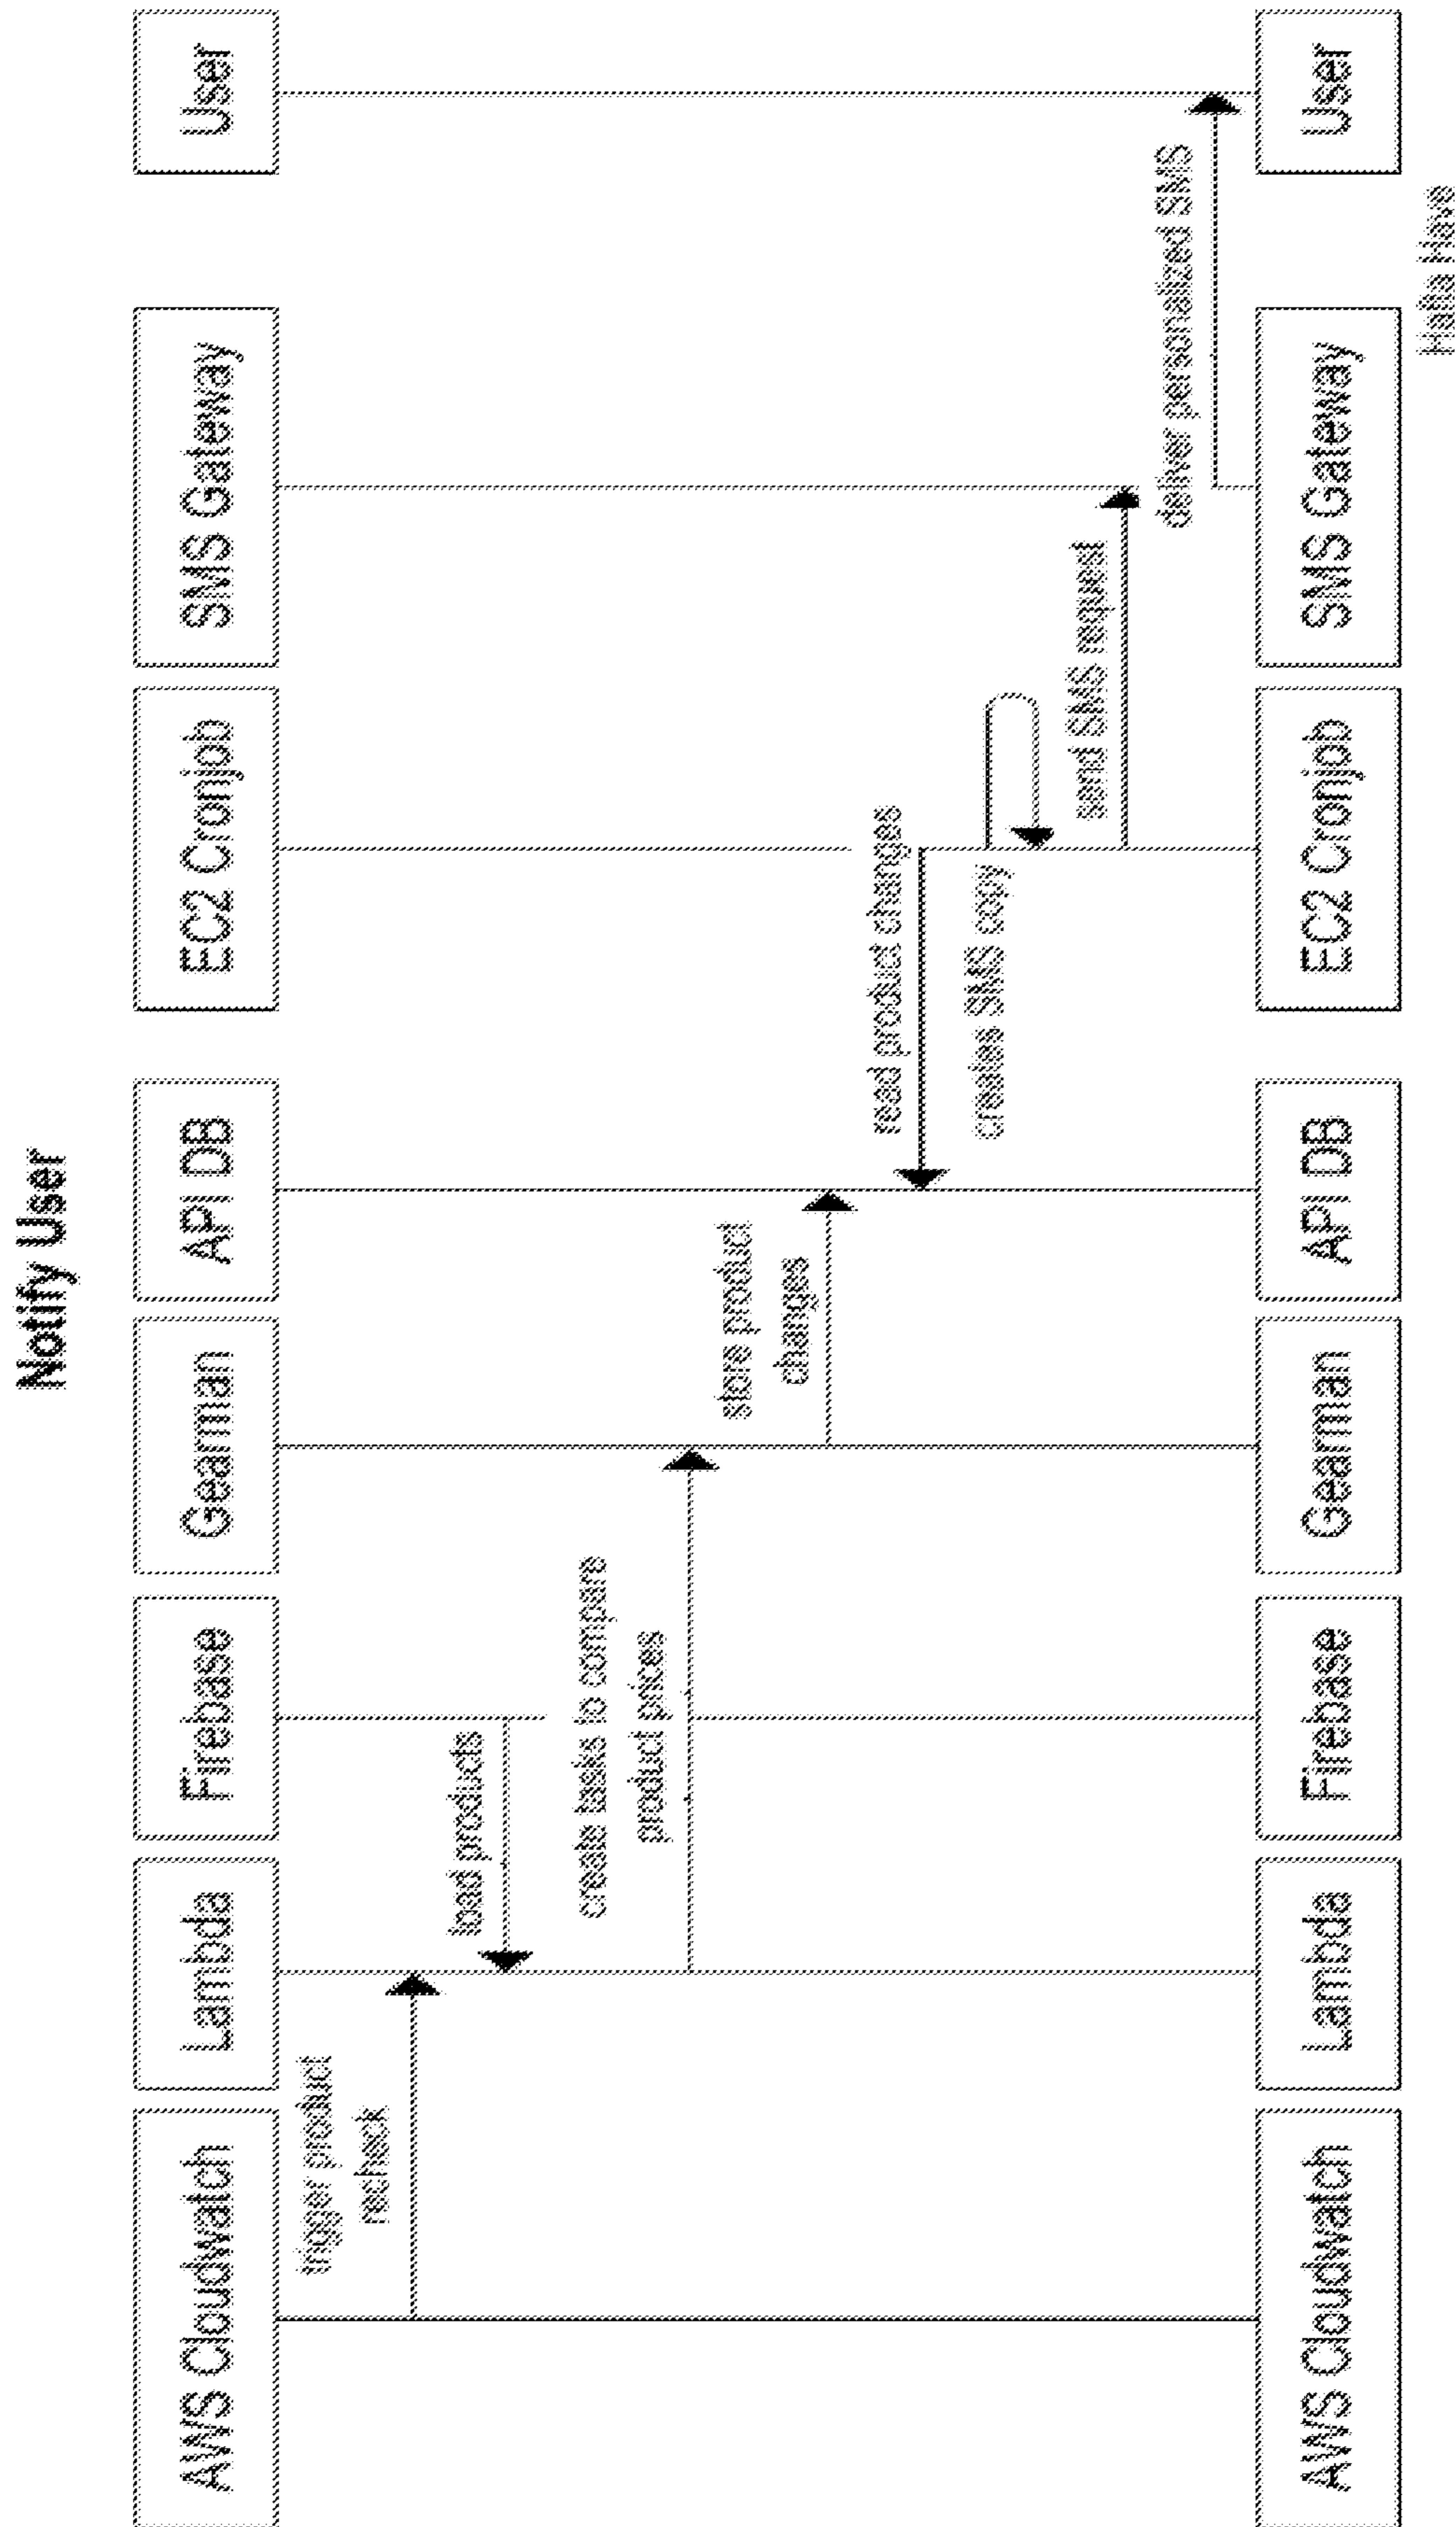 Notify User
AWS Cloudwatch
Lambda
Firebase
Gearman
API DB
EC2 Cronjob
SMS Gateway
User
trigger product
recheck
load products
create tasks to compare
product prices
store product
changes
read product changes
creates SMS copy
send SMS request
deliver personalized SMS
AWS Cloudwatch
Lambda
Firebase
Gearman
API DB
EC2 Cronjob
SMS Gateway
User